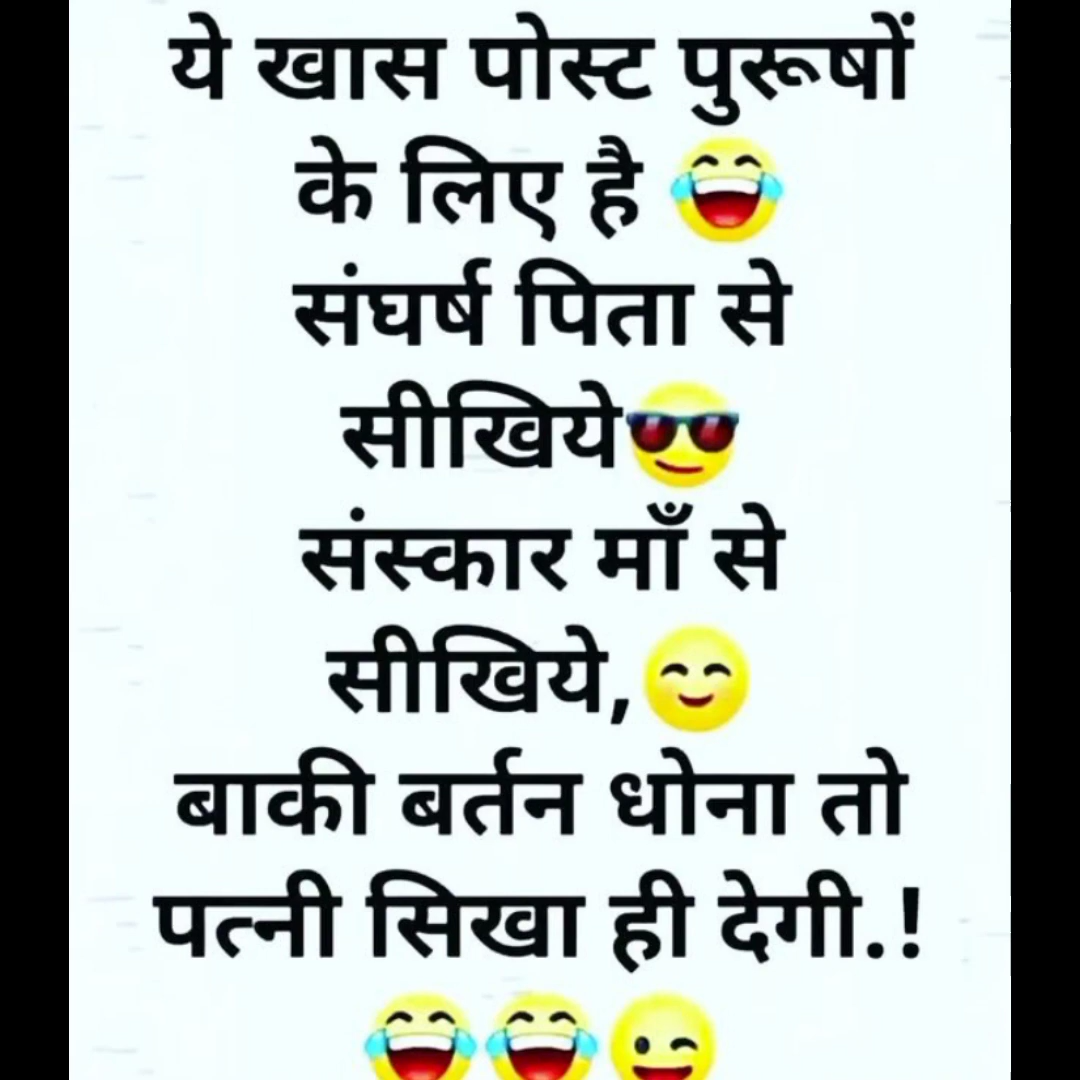 ये खास पोस्ट पुरूषों
के लिए है 😂
संघर्ष पिता से
सीखिये😎
संस्कार माँ से
सीखिये,😊
बाकी बर्तन धोना तो
पत्नी सिखा ही देगी.!
😂😂😉